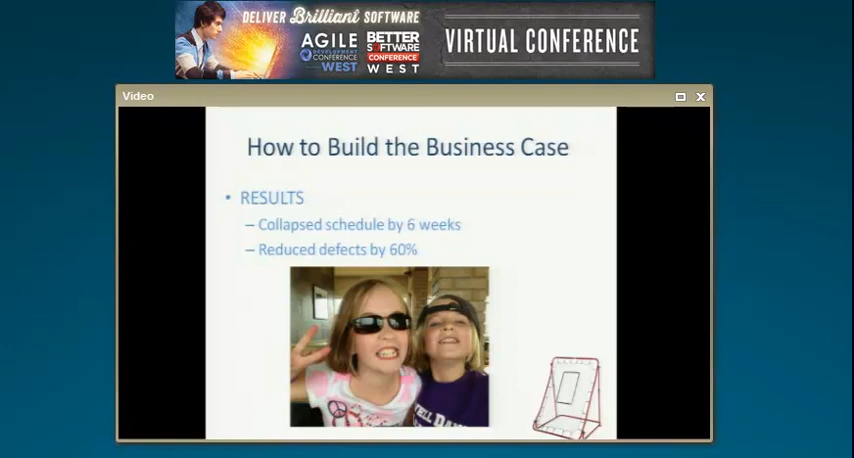 DELIVER Brilliant SOFTWARE
AGILE
DEVELOPMENT
CONFERENCE
WEST
BETTER
SOFTWARE
CONFERENCE
WEST
VIRTUAL CONFERENCE
Video
How to Build the Business Case
• RESULTS
– Collapsed schedule by 6 weeks
– Reduced defects by 60%